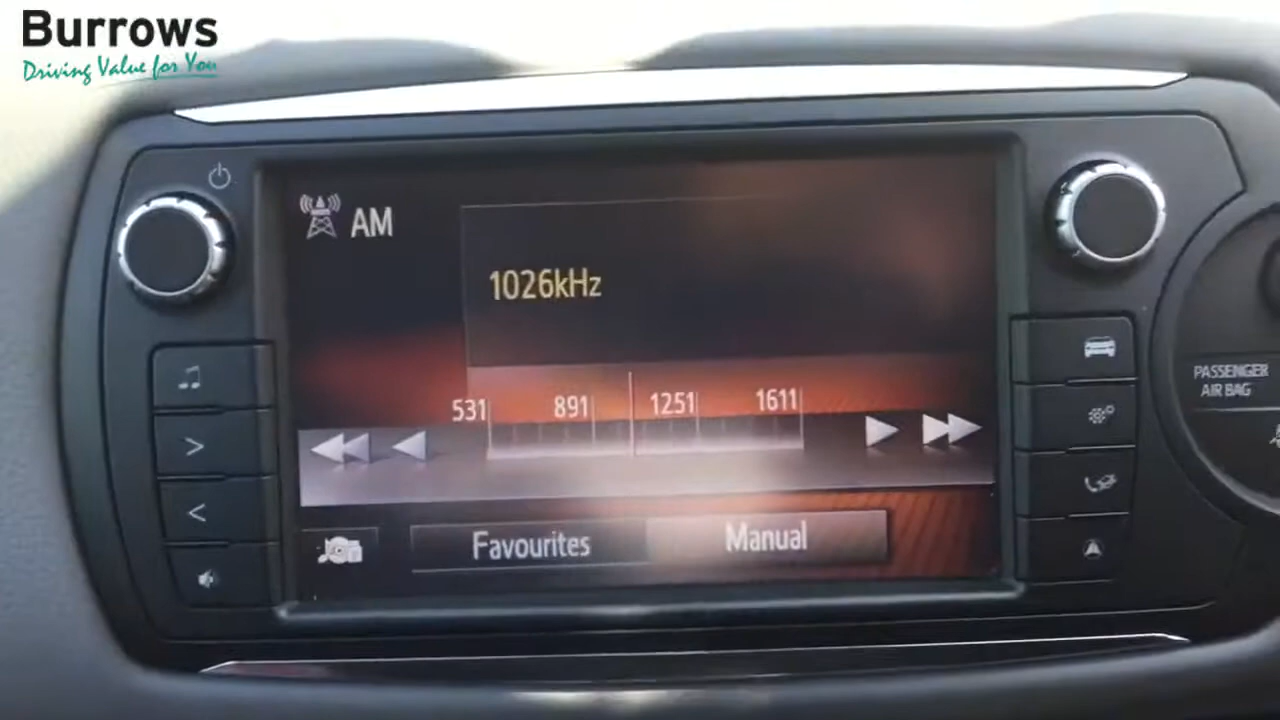 Burrows
Driving Value for You
AM
1026kHz
531 891 1251 1611
PASSENGER
AIR BAG
Favourites Manual